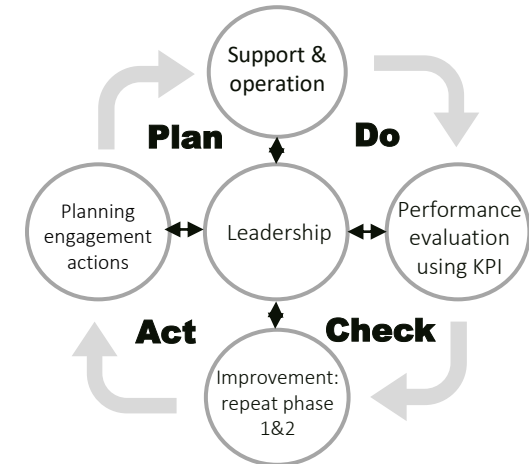 Support &
operation
Plan
Do
Planning
engagement
actions
Leadership
Performance
evaluation
using KPI
Act
Check
Improvement:
repeat phase
1&2